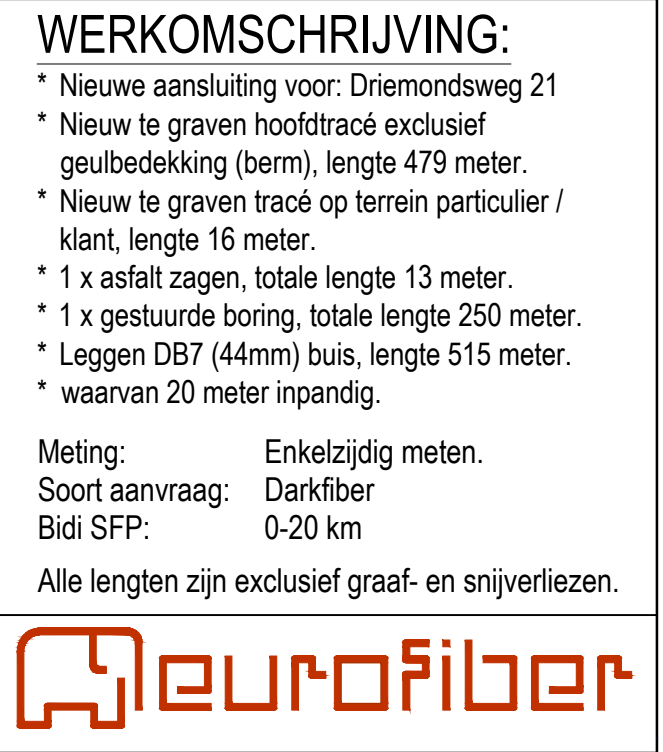 WERKOMSCHRIJVING:
* Nieuwe aansluiting voor: Driemondsweg 21
* Nieuw te graven hoofdtracé exclusief
geulbedekking (berm), lengte 479 meter.
* Nieuw te graven tracé op terrein particulier /
klant, lengte 16 meter.
* 1 x asfalt zagen, totale lengte 13 meter.
* 1 x gestuurde boring, totale lengte 250 meter.
* Leggen DB7 (44mm) buis, lengte 515 meter.
* waarvan 20 meter inpandig.
Meting: Enkelzijdig meten.
Soort aanvraag: Darkfiber
Bidi SFP: 0-20 km
Alle lengten zijn exclusief graaf- en snijverliezen.
eurofiber